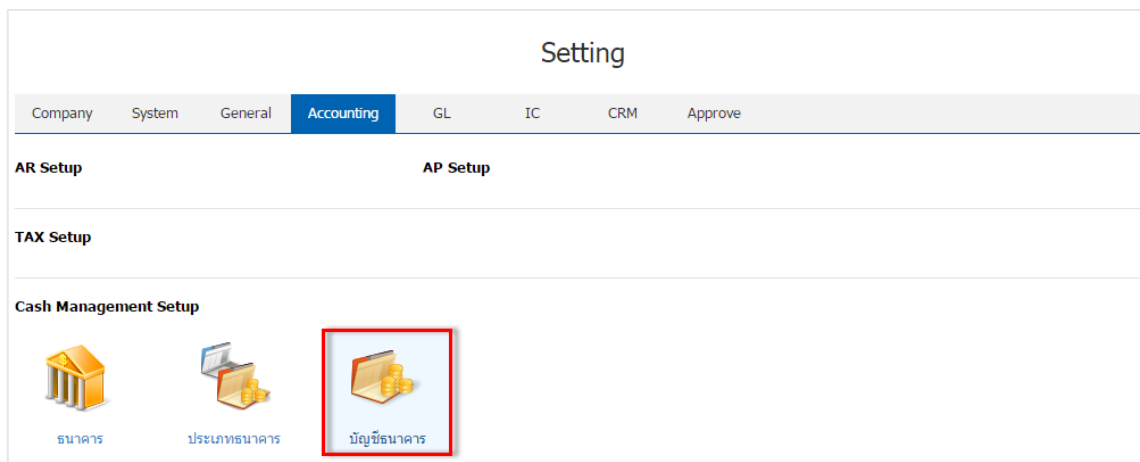 Setting
Company System General Accounting GL IC CRM Approve
AR Setup AP Setup
TAX Setup
Cash Management Setup
ธนาคาร ประเภทธนาคาร บัญชีธนาคาร